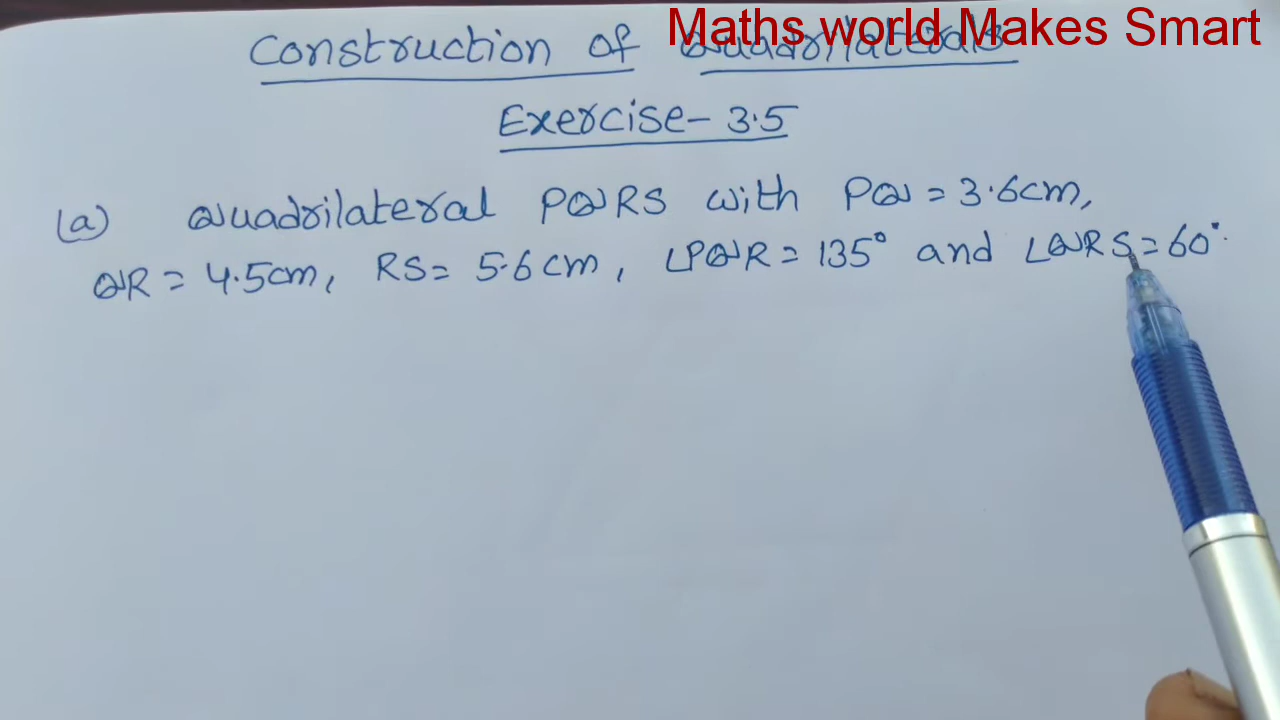 Maths world Makes Smart
Construction of Quadrilaterals
Exercise - 3.5
(a) Quadrilateral PQRS with PQ = 3.6cm,
QR = 4.5cm, RS = 5.6cm, ∠PQR = 135° and ∠QRS = 60°.